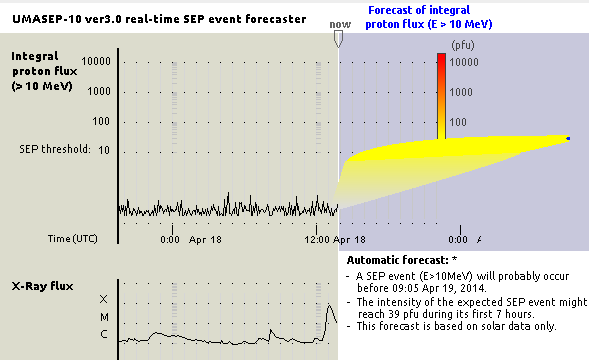 UMASEP-10 ver3.0 real-time SEP event forecaster
Forecast of integral
proton flux (E > 10 MeV)
now
(pfu)
Integral
proton flux
(> 10 MeV)
10000
1000
100
SEP threshold: 10
10000
1000
100
Time (UTC)
0:00 Apr 18
12:00 Apr 18
0:00
X-Ray flux
X
M
C
Automatic forecast: *
- A SEP event (E>10MeV) will probably occur
before 09:05 Apr 19, 2014.
- The intensity of the expected SEP event might
reach 39 pfu during its first 7 hours.
- This forecast is based on solar data only.